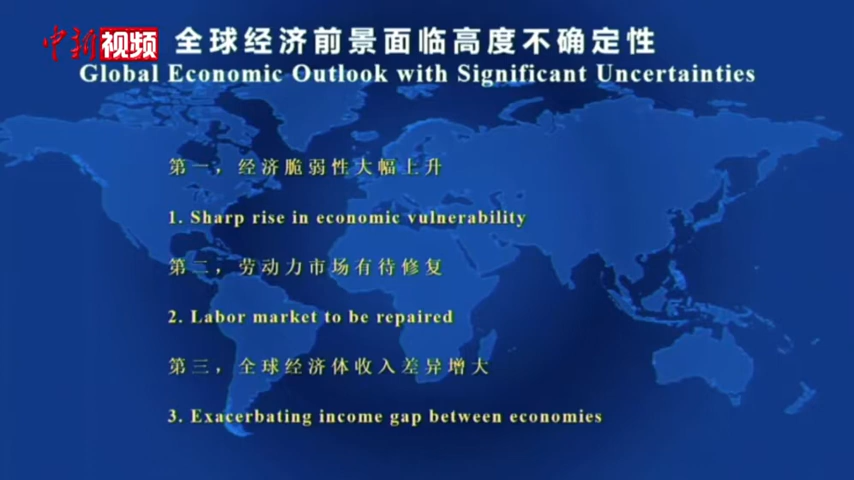 中新视频
全球经济前景面临高度不确定性
Global Economic Outlook with Significant Uncertainties
第一，经济脆弱性大幅上升
1. Sharp rise in economic vulnerability
第二，劳动力市场有待修复
2. Labor market to be repaired
第三，全球经济体收入差异增大
3. Exacerbating income gap between economies